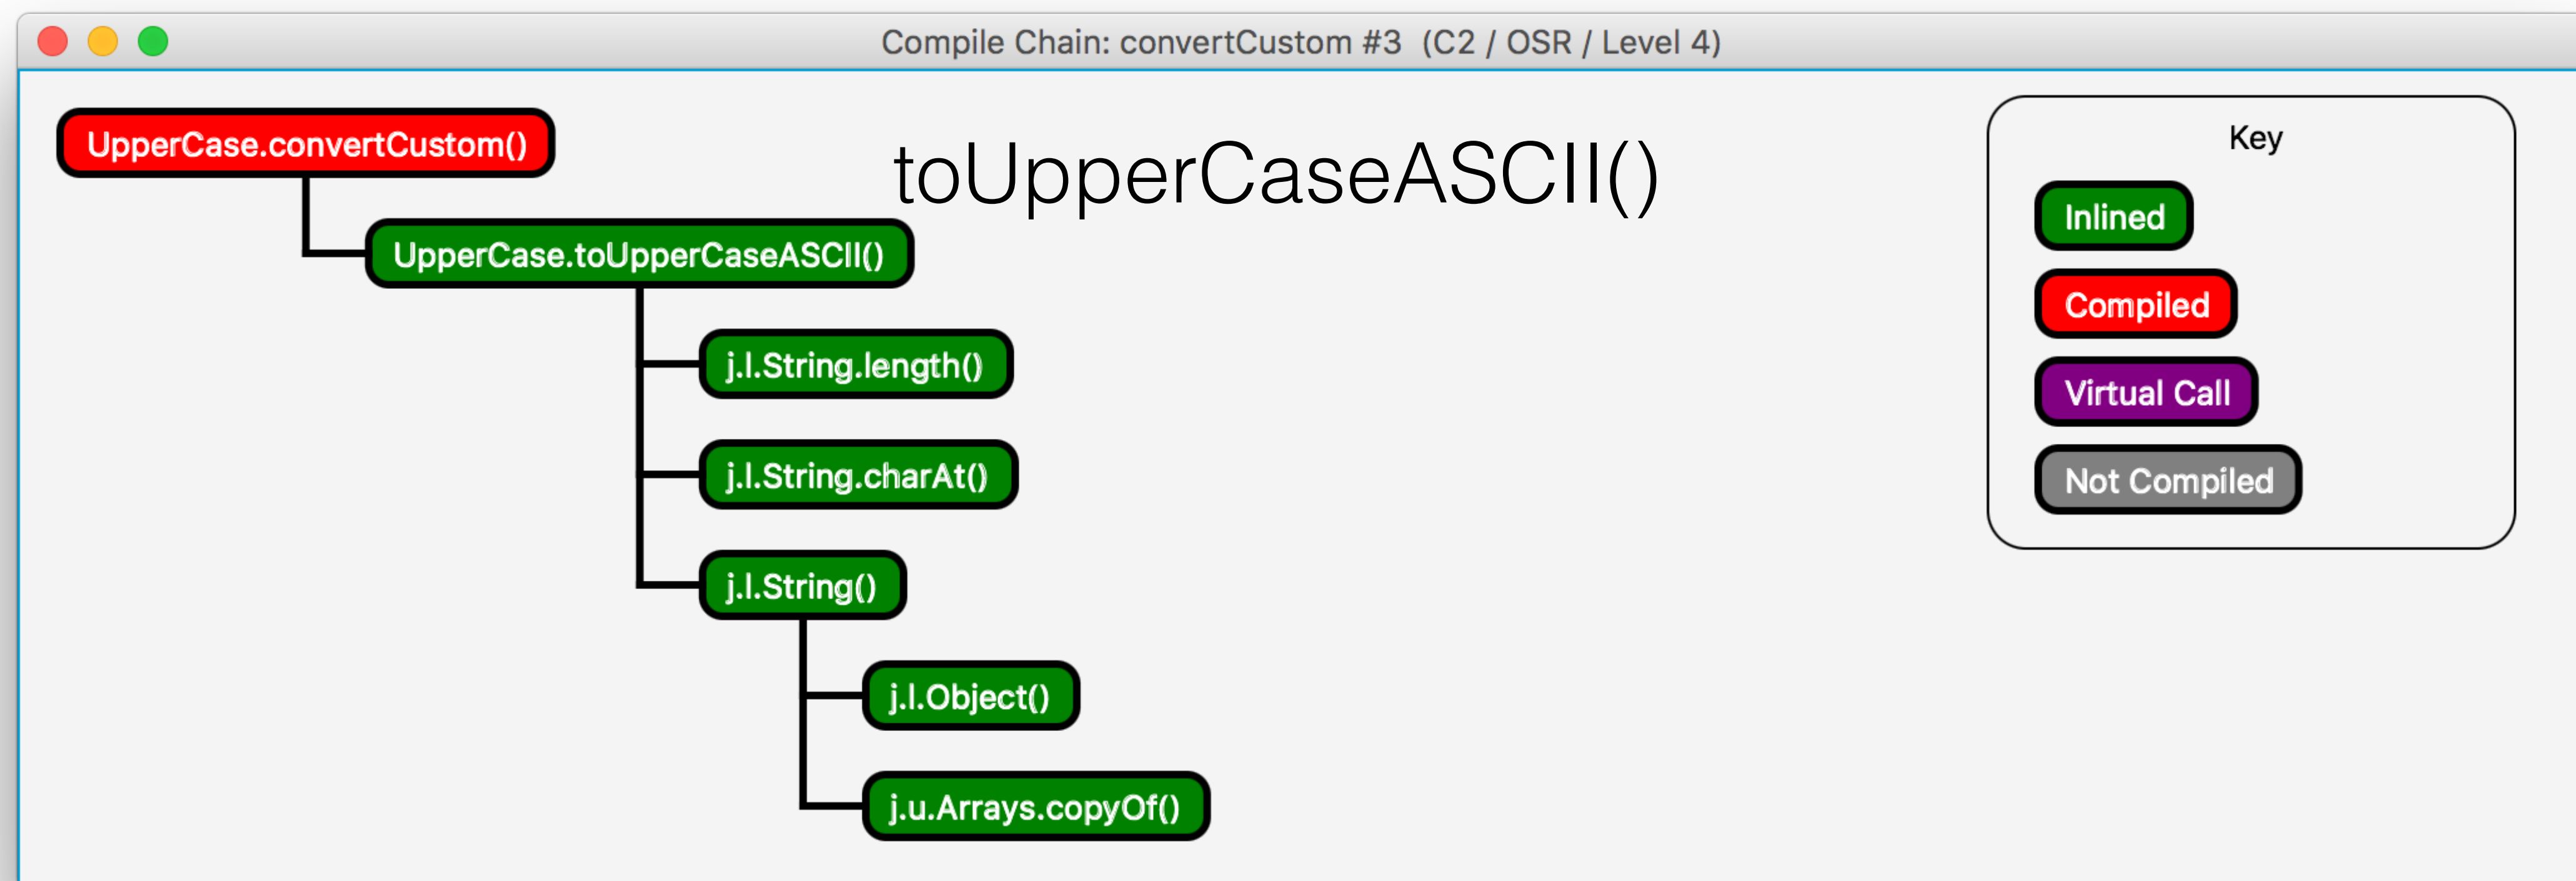 Compile Chain: convertCustom #3 (C2 / OSR / Level 4)
UpperCase.convertCustom()
toUpperCaseASCII()
UpperCase.toUpperCaseASCII()
j.l.String.length()
j.l.String.charAt()
j.l.String()
j.l.Object()
j.u.Arrays.copyOf()
Key
Inlined
Compiled
Virtual Call
Not Compiled